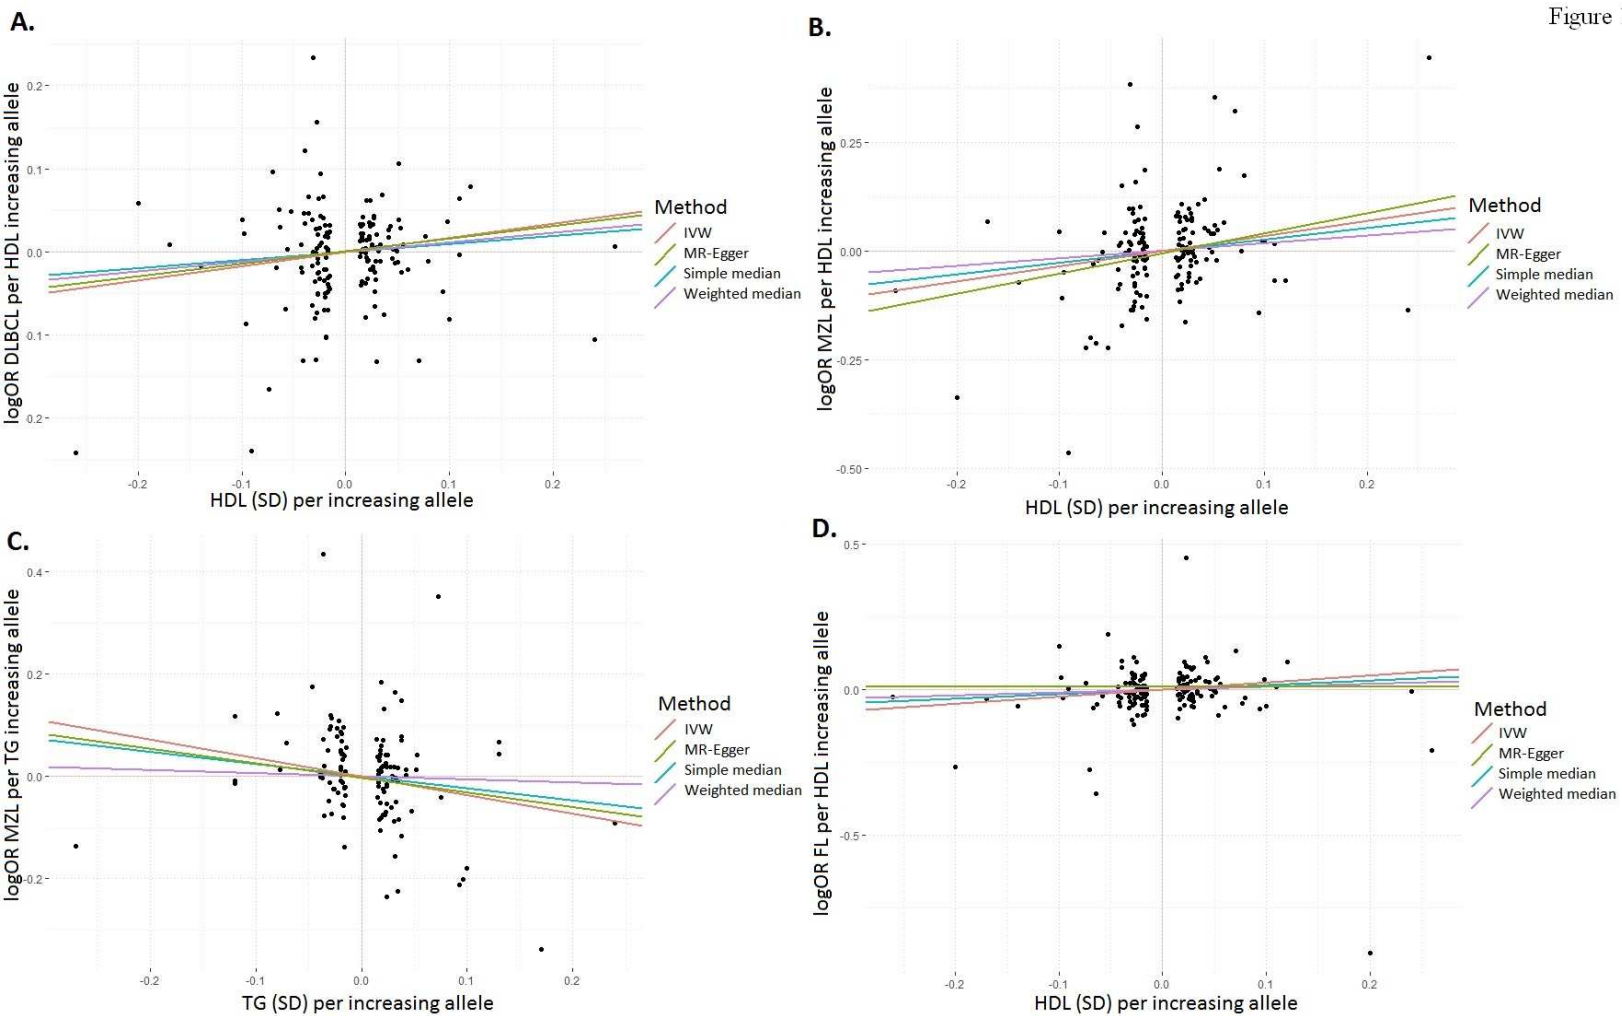 Figure
A.
logOR DLBCL per HDL increasing allele
0.2
0.1
0.0
0.1
0.2
-0.2
-0.1
0.0
0.1
0.2
HDL (SD) per increasing allele
Method
IVW
MR-Egger
Simple median
Weighted median
B.
logOR MZL per HDL increasing allele
0.25
0.00
-0.25
-0.50
-0.2
-0.1
0.0
0.1
0.2
HDL (SD) per increasing allele
Method
IVW
MR-Egger
Simple median
Weighted median
C.
logOR MZL per TG increasing allele
0.4
0.2
0.0
-0.2
-0.2
-0.1
0.0
0.1
0.2
TG (SD) per increasing allele
Method
IVW
MR-Egger
Simple median
Weighted median
D.
logOR FL per HDL increasing allele
0.5
0.0
-0.5
-0.2
-0.1
0.0
0.1
0.2
HDL (SD) per increasing allele
Method
IVW
MR-Egger
Simple median
Weighted median